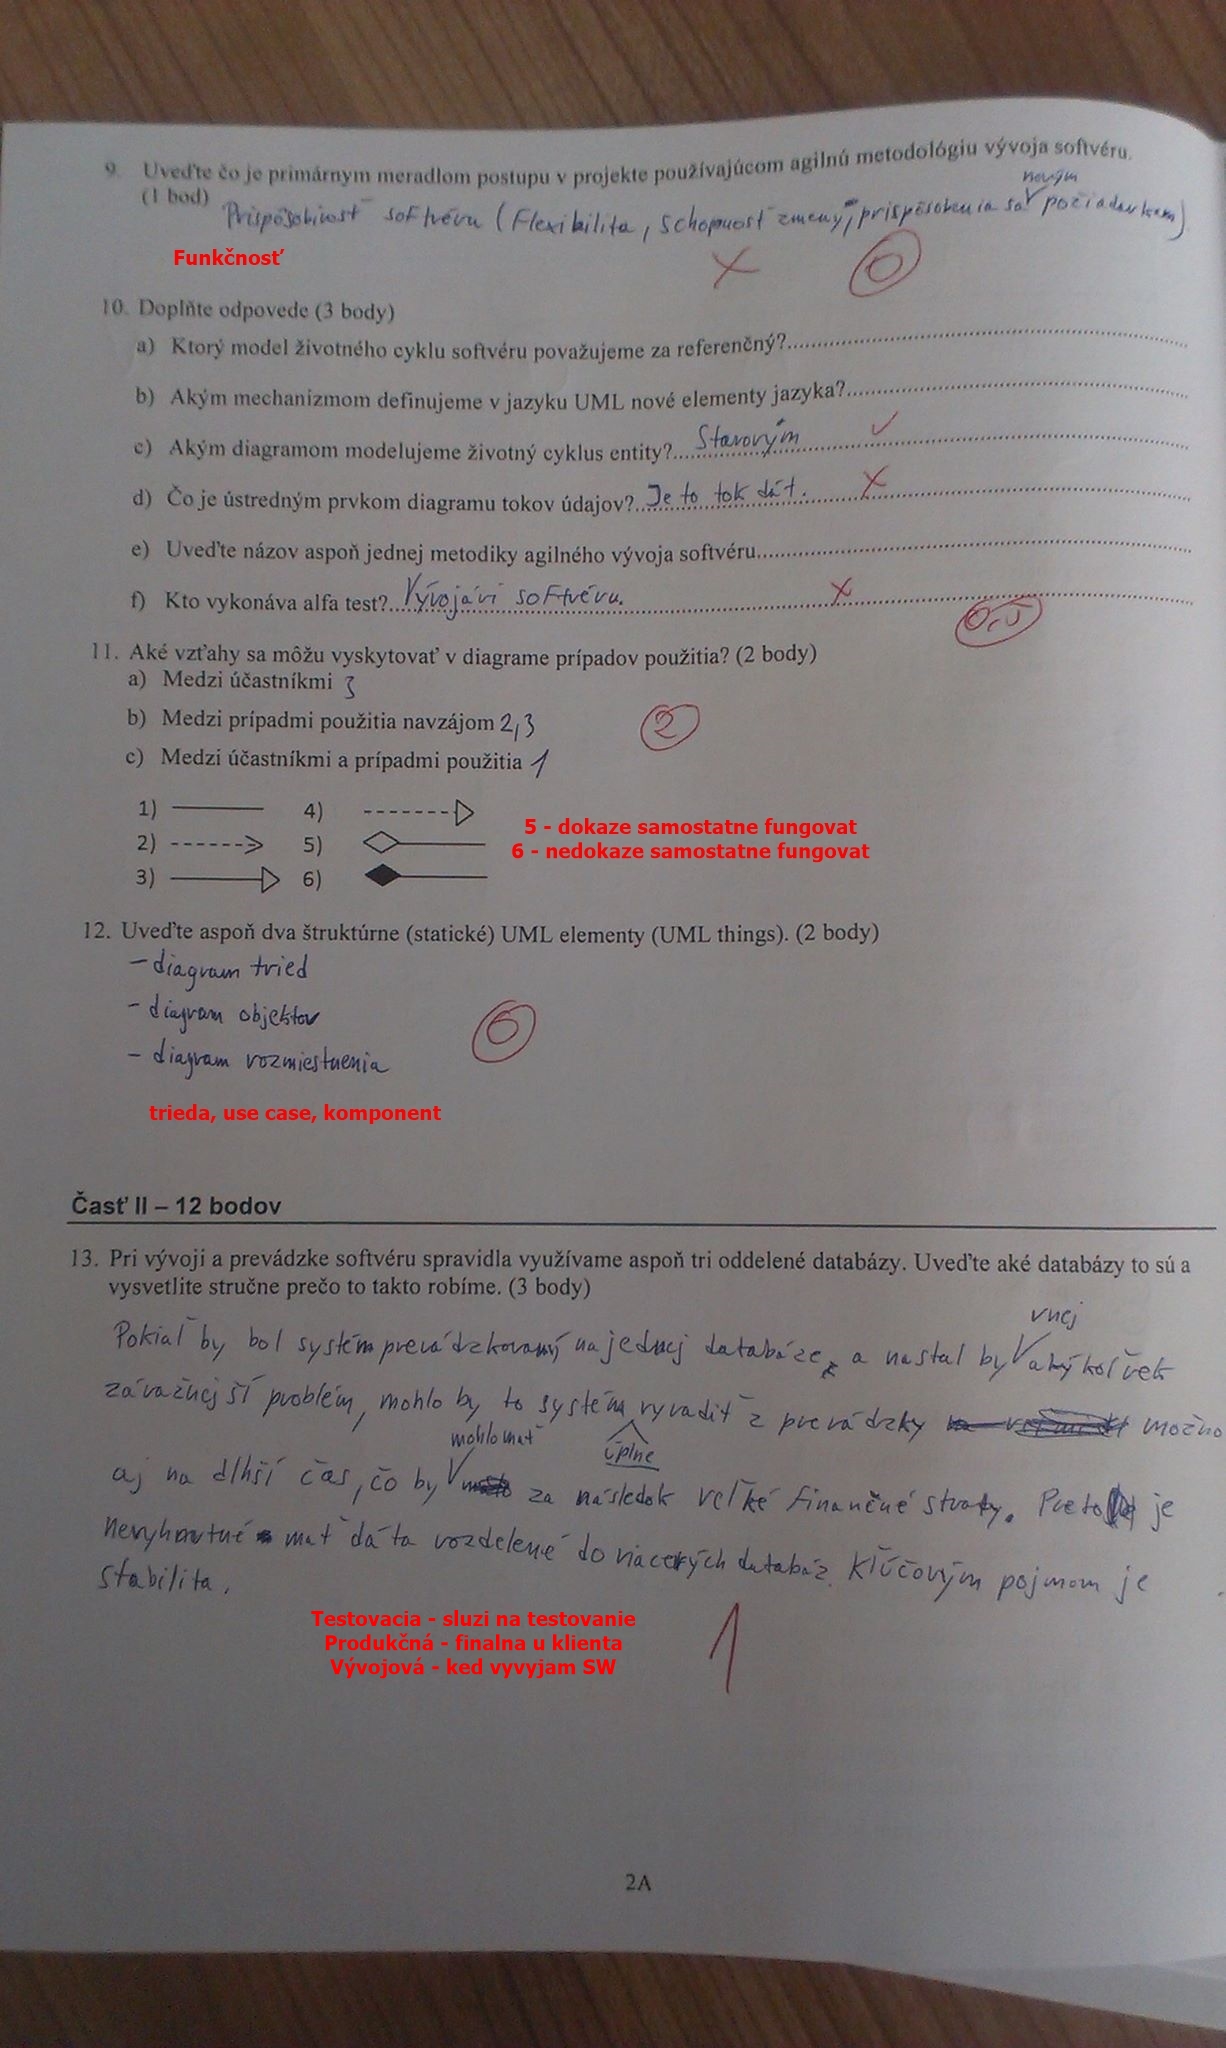 9. Uveďte čo je primárnym meradlom postupu v projekte používajúcom agilnú metodológiu vývoja softvéru.
novým
(1 bod) Prispôsobivosť softvéru (Flexibilita, schopnosť zmeny, prispôsobenia sa požiadavkam)
Funkčnosť
X 0
10. Doplňte odpovede (3 body)
a) Ktorý model životného cyklu softvéru považujeme za referenčný?
b) Akým mechanizmom definujeme v jazyku UML nové elementy jazyka?
c) Akým diagramom modelujeme životný cyklus entity? Stavovým
d) Čo je ústredným prvkom diagramu tokov údajov? Je to tok dát. X
e) Uveďte názov aspoň jednej metodiky agilného vývoja softvéru
f) Kto vykonáva alfa test? Vývojári softvéru. X
0,5
11. Aké vzťahy sa môžu vyskytovať v diagrame prípadov použitia? (2 body)
a) Medzi účastníkmi 3
b) Medzi prípadmi použitia navzájom 2,3
2
c) Medzi účastníkmi a prípadmi použitia 1
1) 4)
2) 5)
3) 6)
5 - dokaze samostatne fungovat
6 - nedokaze samostatne fungovat
12. Uveďte aspoň dva štruktúrne (statické) UML elementy (UML things). (2 body)
- diagram tried
- diagram objektov
0
- diagram rozmiestnenia
trieda, use case, komponent
Časť II – 12 bodov
13. Pri vývoji a prevádzke softvéru spravidla využívame aspoň tri oddelené databázy. Uveďte aké databázy to sú a
vysvetlite stručne prečo to takto robíme. (3 body)
vnej
Pokiaľ by bol systém prevádzkovaný na jednej databáze, a nastal by akýkoľvek
závažnejší problém, mohlo by to systém vyradiť z prevádzky možno
mohlo mať úplne
aj na dlhší čas, čo by za následok veľké finančné straty. Preto je
nevyhnutné mať dáta rozdelené do viacerých databáz. Kľúčovým pojmom je
stabilita.
Testovacia - sluzi na testovanie
Produkčná - finalna u klienta
Vývojová - ked vyvyjam SW
1
2A